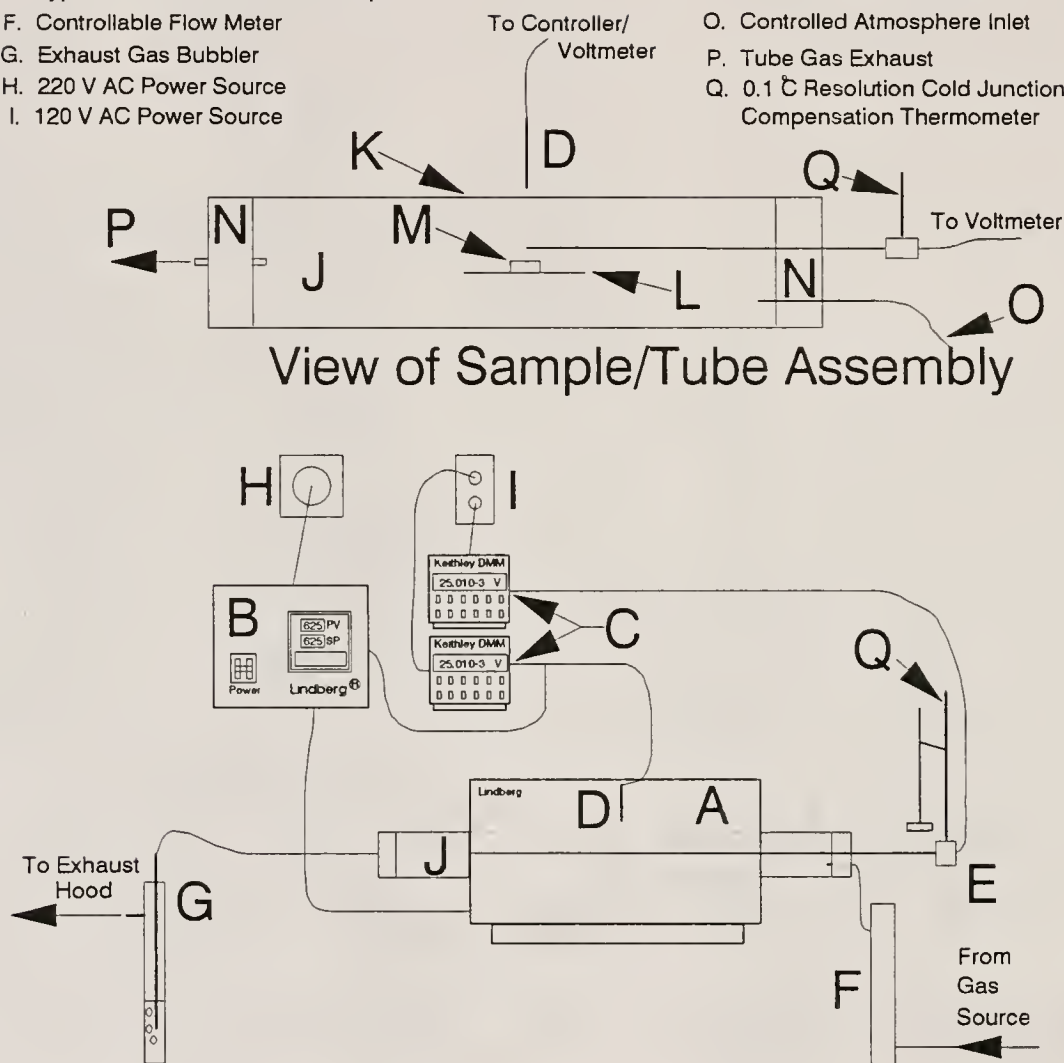 F. Controllable Flow Meter
G. Exhaust Gas Bubbler
H. 220 V AC Power Source
I. 120 V AC Power Source
To Controller/
Voltmeter
O. Controlled Atmosphere Inlet
P. Tube Gas Exhaust
Q. 0.1 °C Resolution Cold Junction
Compensation Thermometer
K
D
Q
P
N
M
J
L
N
To Voltmeter
O
View of Sample/Tube Assembly
H
I
Keithley DMM
25.010-3 V
B
625 PV
625 SP
Power
Lindberg®
C
Keithley DMM
25.010-3 V
Q
Lindberg
D
A
J
To Exhaust
Hood
G
E
F
From
Gas
Source